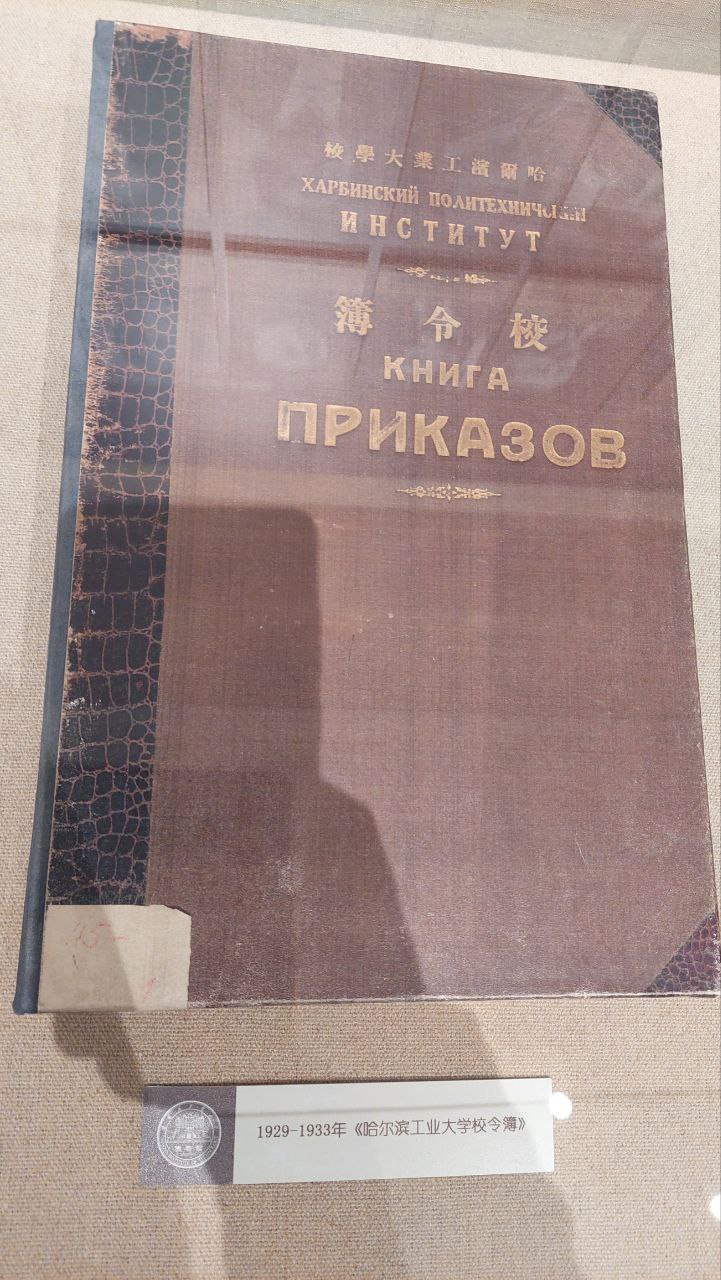 哈爾濱工業大學校
ХАРБИНСКИЙ ПОЛИТЕХНИЧЕСКИЙ
ИНСТИТУТ
校令簿
КНИГА
ПРИКАЗОВ
1929-1933年《哈尔滨工业大学校令簿》